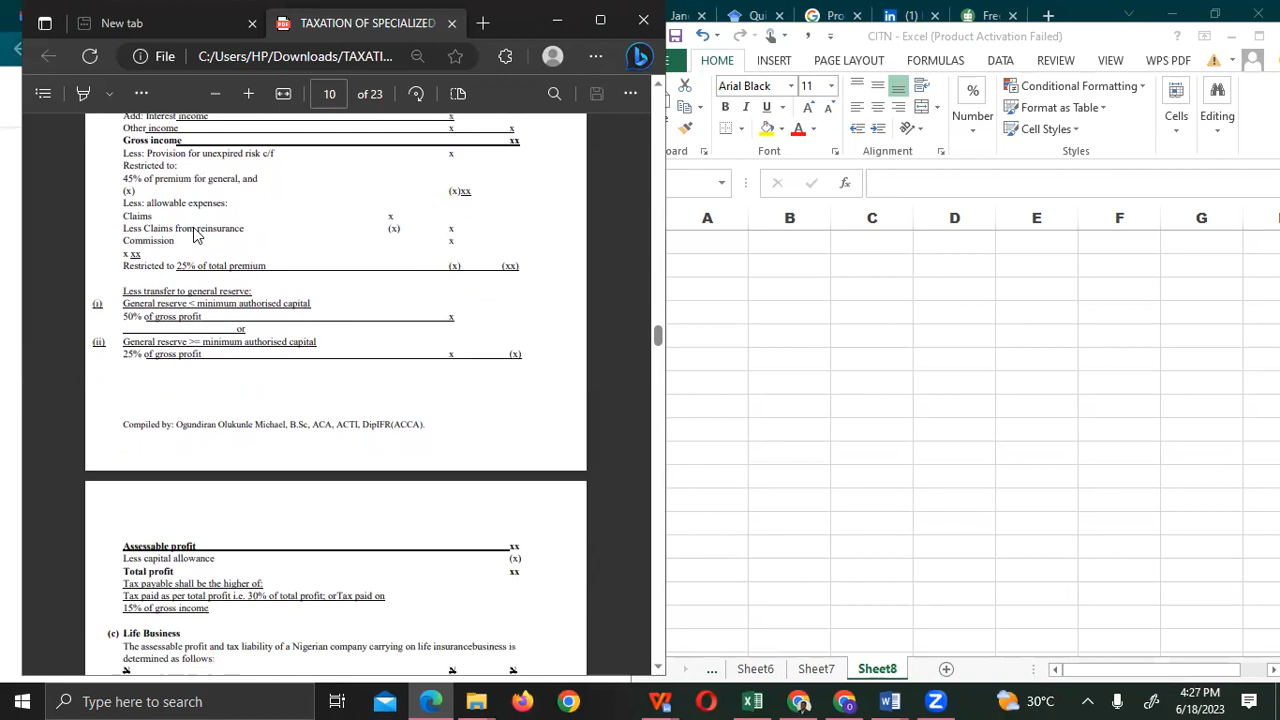 New tab
TAXATION OF SPECIALIZED
File
C:/Users/HP/Downloads/TAXATI...
10
of 23
Add: Interest income x
Other income x x
Gross income xx
Less: Provision for unexpired risk c/f x
Restricted to:
45% of premium for general, and
(x) (x)xx
Less: allowable expenses:
Claims x
Less Claims from reinsurance (x) x
Commission x
x xx
Restricted to 25% of total premium (x) (xx)
Less transfer to general reserve:
(i) General reserve < minimum authorised capital
50% of gross profit x
or
(ii) General reserve >= minimum authorised capital
25% of gross profit x (x)
Compiled by: Ogundiran Olukunle Michael, B.Sc, ACA, ACTI, DipIFR(ACCA).
Assessable profit xx
Less capital allowance (x)
Total profit xx
Tax payable shall be the higher of:
Tax paid as per total profit i.e. 30% of total profit; orTax paid on
15% of gross income
(c) Life Business
The assessable profit and tax liability of a Nigerian company carrying on life insurancebusiness is
determined as follows:
N N N
Jan
Gra
Fre
CITN - Excel (Product Activation Failed)
HOME INSERT PAGE LAYOUT FORMULAS DATA REVIEW VIEW WPS PDF
Arial Black 11
B I U
Number
Conditional Formatting
Format as Table
Cell Styles
Cells
Editing
oard Font Alignment Styles
fx
A B C D E F G
... Sheet6 Sheet7 Sheet8
Type here to search
30°C
4:27 PM
6/18/2023